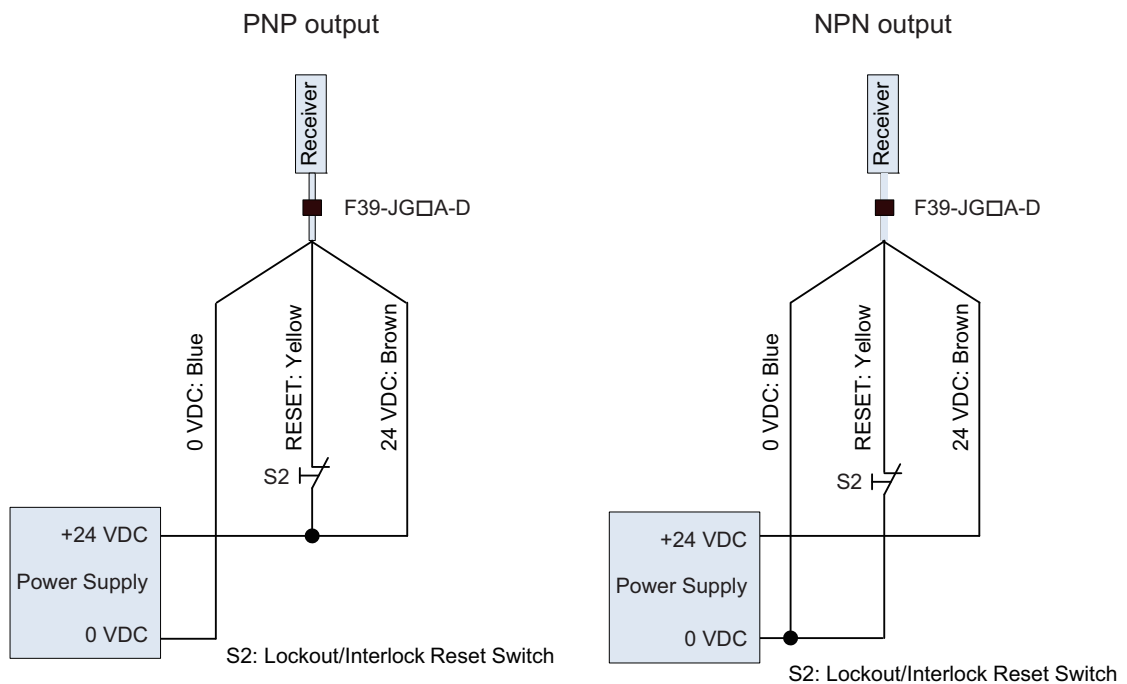 PNP output
Receiver
F39-JG□A-D
0 VDC: Blue
RESET: Yellow
24 VDC: Brown
S2
+24 VDC
Power Supply
0 VDC
S2: Lockout/Interlock Reset Switch
NPN output
Receiver
F39-JG□A-D
0 VDC: Blue
RESET: Yellow
24 VDC: Brown
S2
+24 VDC
Power Supply
0 VDC
S2: Lockout/Interlock Reset Switch